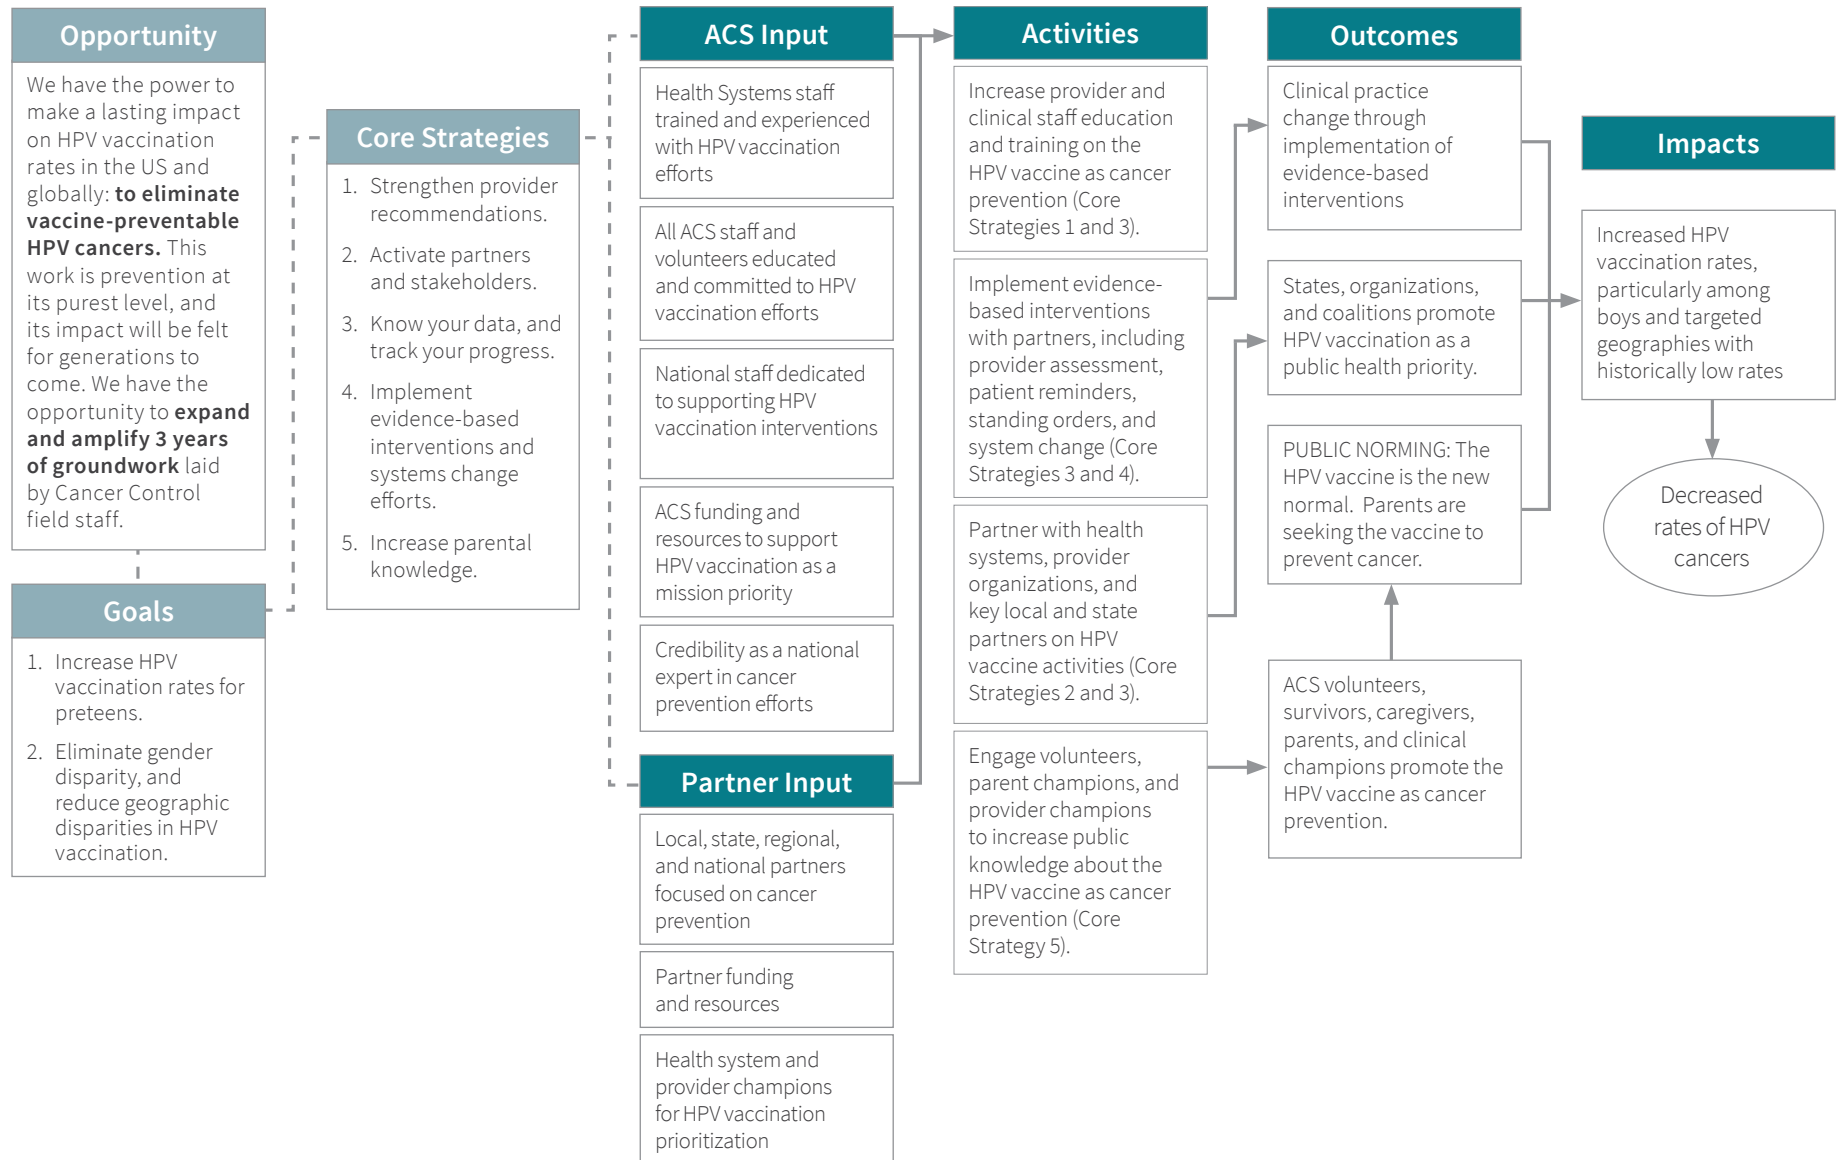 Opportunity
We have the power to
make a lasting impact
on HPV vaccination
rates in the US and
globally: to eliminate
vaccine-preventable
HPV cancers. This
work is prevention at
its purest level, and
its impact will be felt
for generations to
come. We have the
opportunity to expand
and amplify 3 years
of groundwork laid
by Cancer Control
field staff.
Goals
1. Increase HPV
vaccination rates for
preteens.
2. Eliminate gender
disparity, and
reduce geographic
disparities in HPV
vaccination.
Core Strategies
1. Strengthen provider
recommendations.
2. Activate partners
and stakeholders.
3. Know your data, and
track your progress.
4. Implement
evidence-based
interventions and
systems change
efforts.
5. Increase parental
knowledge.
ACS Input
Health Systems staff
trained and experienced
with HPV vaccination
efforts
All ACS staff and
volunteers educated
and committed to HPV
vaccination efforts
National staff dedicated
to supporting HPV
vaccination interventions
ACS funding and
resources to support
HPV vaccination as a
mission priority
Credibility as a national
expert in cancer
prevention efforts
Partner Input
Local, state, regional,
and national partners
focused on cancer
prevention
Partner funding
and resources
Health system and
provider champions
for HPV vaccination
prioritization
Activities
Increase provider and
clinical staff education
and training on the
HPV vaccine as cancer
prevention (Core
Strategies 1 and 3).
Implement evidence-
based interventions
with partners, including
provider assessment,
patient reminders,
standing orders, and
system change (Core
Strategies 3 and 4).
Partner with health
systems, provider
organizations, and
key local and state
partners on HPV
vaccine activities (Core
Strategies 2 and 3).
Engage volunteers,
parent champions, and
provider champions
to increase public
knowledge about the
HPV vaccine as cancer
prevention (Core
Strategy 5).
Outcomes
Clinical practice
change through
implementation of
evidence-based
interventions
States, organizations,
and coalitions promote
HPV vaccination as a
public health priority.
PUBLIC NORMING: The
HPV vaccine is the new
normal. Parents are
seeking the vaccine to
prevent cancer.
ACS volunteers,
survivors, caregivers,
parents, and clinical
champions promote the
HPV vaccine as cancer
prevention.
Impacts
Increased HPV
vaccination rates,
particularly among
boys and targeted
geographies with
historically low rates
Decreased
rates of HPV
cancers